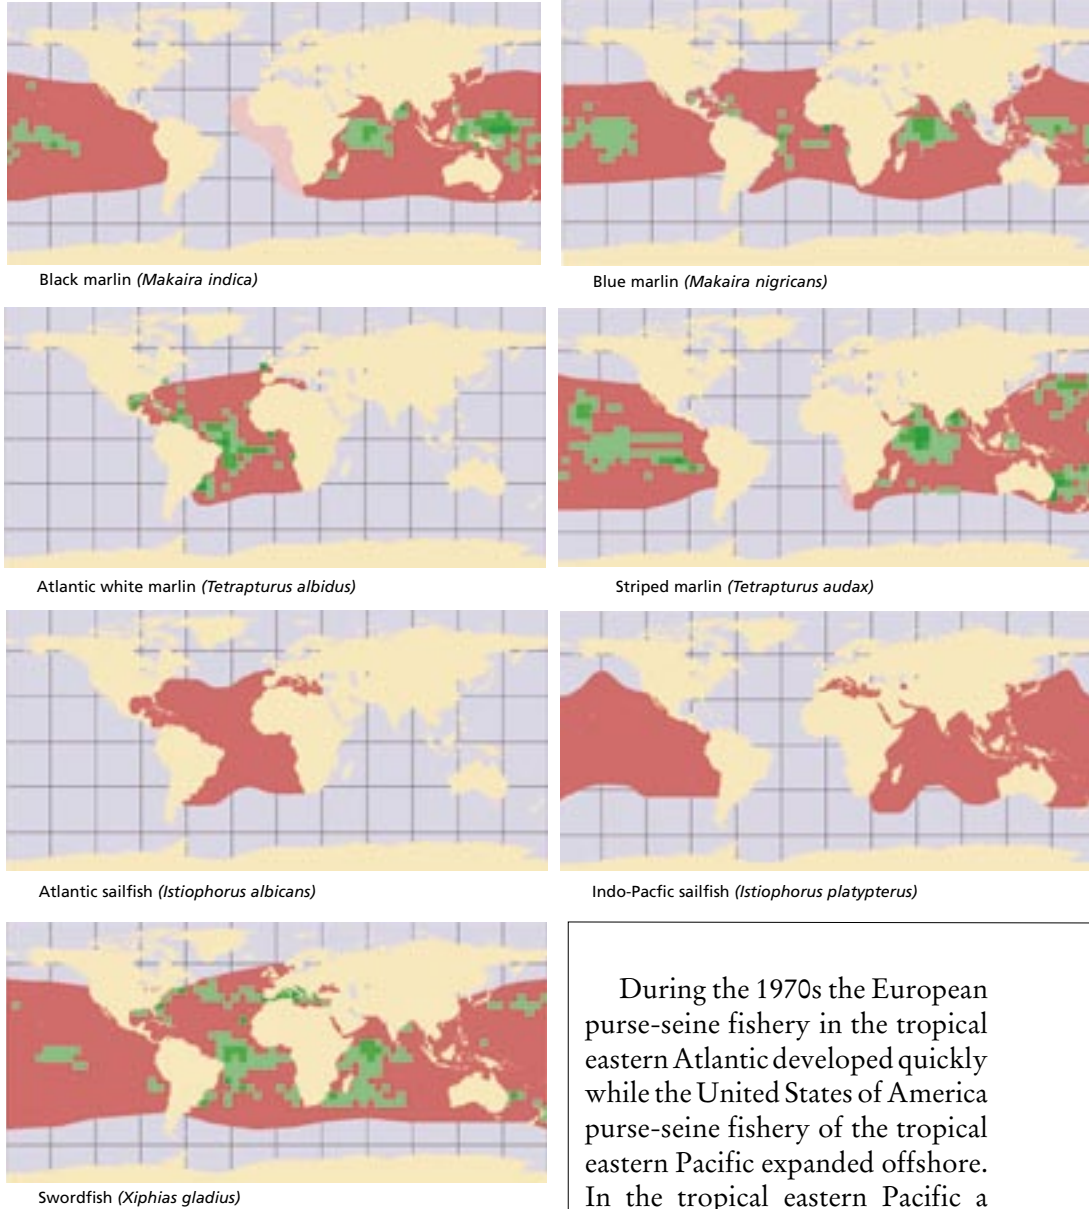 Black marlin (Makaira indica)
Blue marlin (Makaira nigricans)
Atlantic white marlin (Tetrapturus albidus)
Striped marlin (Tetrapturus audax)
Atlantic sailfish (Istiophorus albicans)
Indo-Pacfic sailfish (Istiophorus platypterus)
Swordfish (Xiphias gladius)
During the 1970s the European
purse-seine fishery in the tropical
eastern Atlantic developed quickly
while the United States of America
purse-seine fishery of the tropical
eastern Pacific expanded offshore.
In the tropical eastern Pacific a